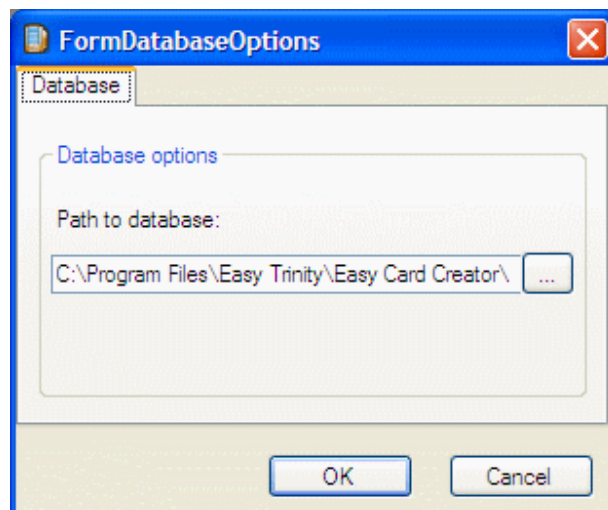 FormDatabaseOptions
Database
Database options
Path to database:
C:\Program Files\Easy Trinity\Easy Card Creator\
...
OK Cancel